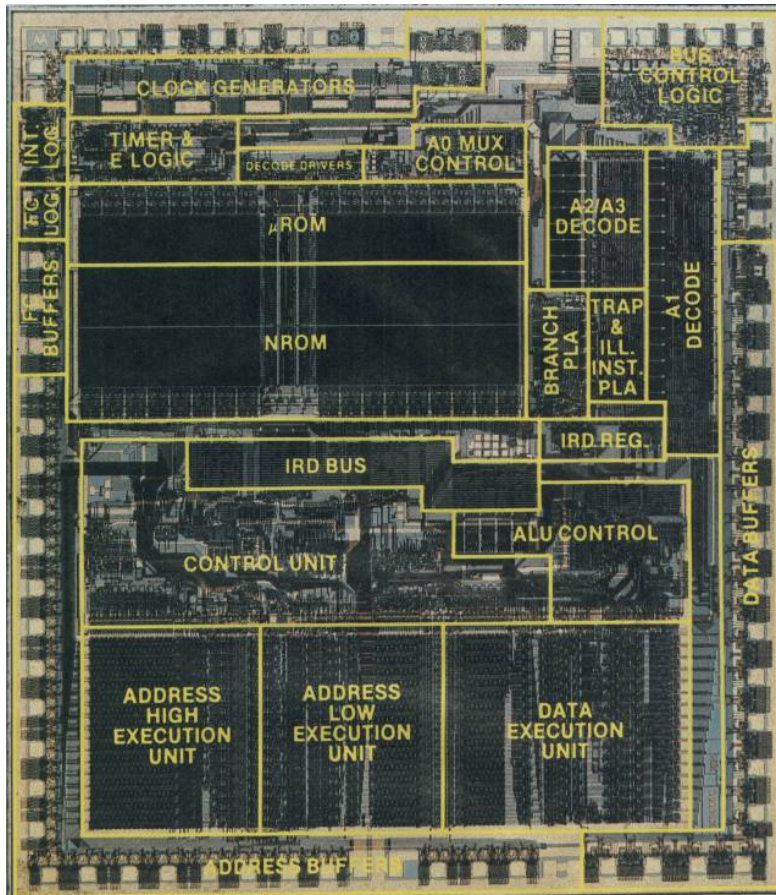 CLOCK GENERATORS
BUS
CONTROL
LOGIC
INT.
LOG
TIMER &
E LOGIC
DECODE DRIVERS
A0 MUX
CONTROL
FC
LOG
μROM
A2/A3
DECODE
FC
BUFFERS
NROM
BRANCH
PLA
TRAP
&
ILL.
INST.
PLA
A1
DECODE
IRD REG.
IRD BUS
ALU CONTROL
CONTROL UNIT
DATA BUFFERS
ADDRESS
HIGH
EXECUTION
UNIT
ADDRESS
LOW
EXECUTION
UNIT
DATA
EXECUTION
UNIT
ADDRESS BUFFERS